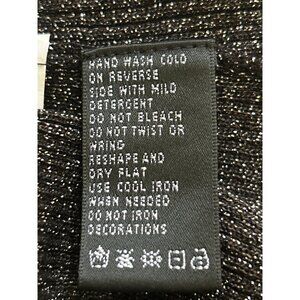 HAND WASH COLD
ON REVERSE
SIDE WITH MILD
DETERGENT
DO NOT BLEACH
DO NOT TWIST OR
WRING
RESHAPE AND
DRY FLAT
USE COOL IRON
WHEN NEEDED
DO NOT IRON
DECORATIONS